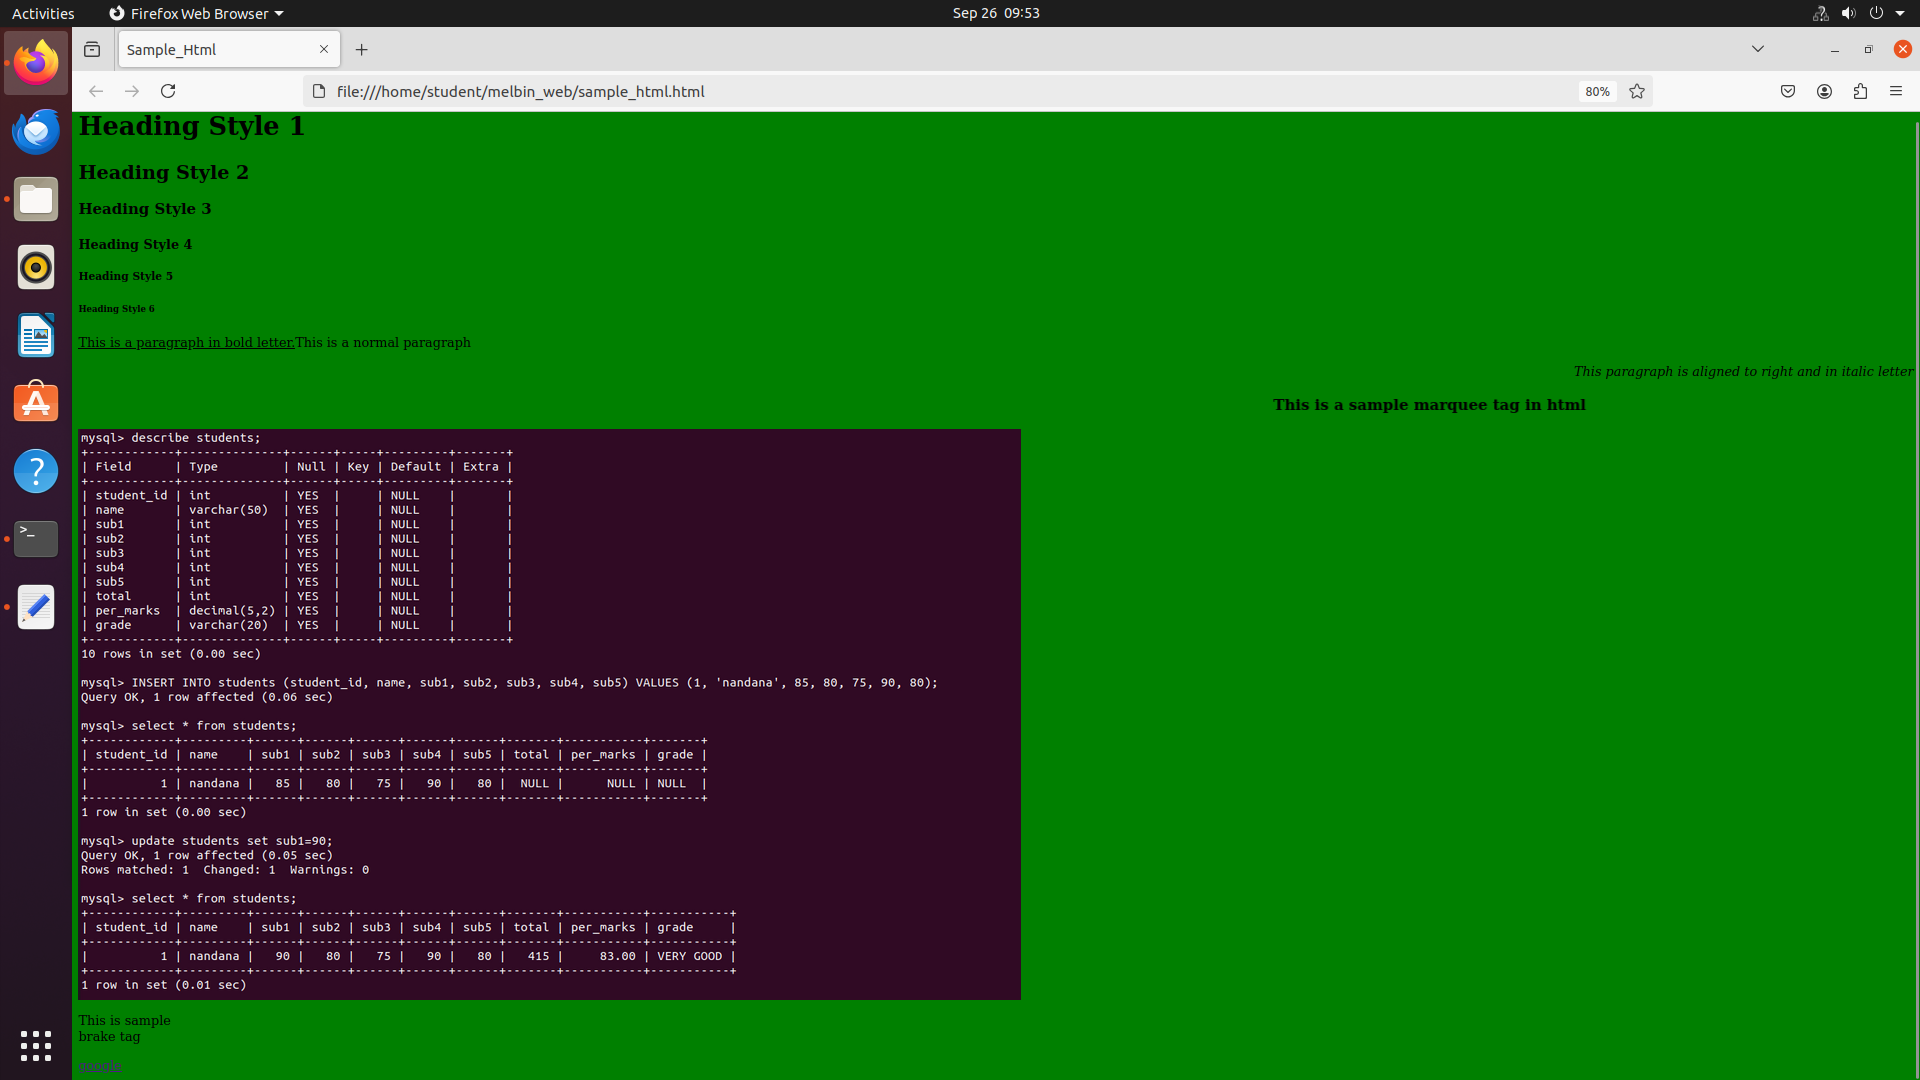 Activities
Firefox Web Browser
Sep 26 09:53
Sample_Html
file:///home/student/melbin_web/sample_html.html
80%
Heading Style 1
Heading Style 2
Heading Style 3
Heading Style 4
Heading Style 5
Heading Style 6
This is a paragraph in bold letter.This is a normal paragraph
This paragraph is aligned to right and in italic letter
This is a sample marquee tag in html
mysql> describe students;
+------------+--------------+------+-----+---------+-------+
| Field      | Type         | Null | Key | Default | Extra |
+------------+--------------+------+-----+---------+-------+
| student_id | int          | YES  |     | NULL    |       |
| name       | varchar(50)  | YES  |     | NULL    |       |
| sub1       | int          | YES  |     | NULL    |       |
| sub2       | int          | YES  |     | NULL    |       |
| sub3       | int          | YES  |     | NULL    |       |
| sub4       | int          | YES  |     | NULL    |       |
| sub5       | int          | YES  |     | NULL    |       |
| total      | int          | YES  |     | NULL    |       |
| per_marks  | decimal(5,2) | YES  |     | NULL    |       |
| grade      | varchar(20)  | YES  |     | NULL    |       |
+------------+--------------+------+-----+---------+-------+
10 rows in set (0.00 sec)
mysql> INSERT INTO students (student_id, name, sub1, sub2, sub3, sub4, sub5) VALUES (1, 'nandana', 85, 80, 75, 90, 80);
Query OK, 1 row affected (0.06 sec)
mysql> select * from students;
+------------+---------+------+------+------+------+------+-------+-----------+-------+
| student_id | name    | sub1 | sub2 | sub3 | sub4 | sub5 | total | per_marks | grade |
+------------+---------+------+------+------+------+------+-------+-----------+-------+
|          1 | nandana |   85 |   80 |   75 |   90 |   80 |  NULL |      NULL | NULL  |
+------------+---------+------+------+------+------+------+-------+-----------+-------+
1 row in set (0.00 sec)
mysql> update students set sub1=90;
Query OK, 1 row affected (0.05 sec)
Rows matched: 1  Changed: 1  Warnings: 0
mysql> select * from students;
+------------+---------+------+------+------+------+------+-------+-----------+-----------+
| student_id | name    | sub1 | sub2 | sub3 | sub4 | sub5 | total | per_marks | grade     |
+------------+---------+------+------+------+------+------+-------+-----------+-----------+
|          1 | nandana |   90 |   80 |   75 |   90 |   80 |   415 |     83.00 | VERY GOOD |
+------------+---------+------+------+------+------+------+-------+-----------+-----------+
1 row in set (0.01 sec)
This is sample
brake tag
google